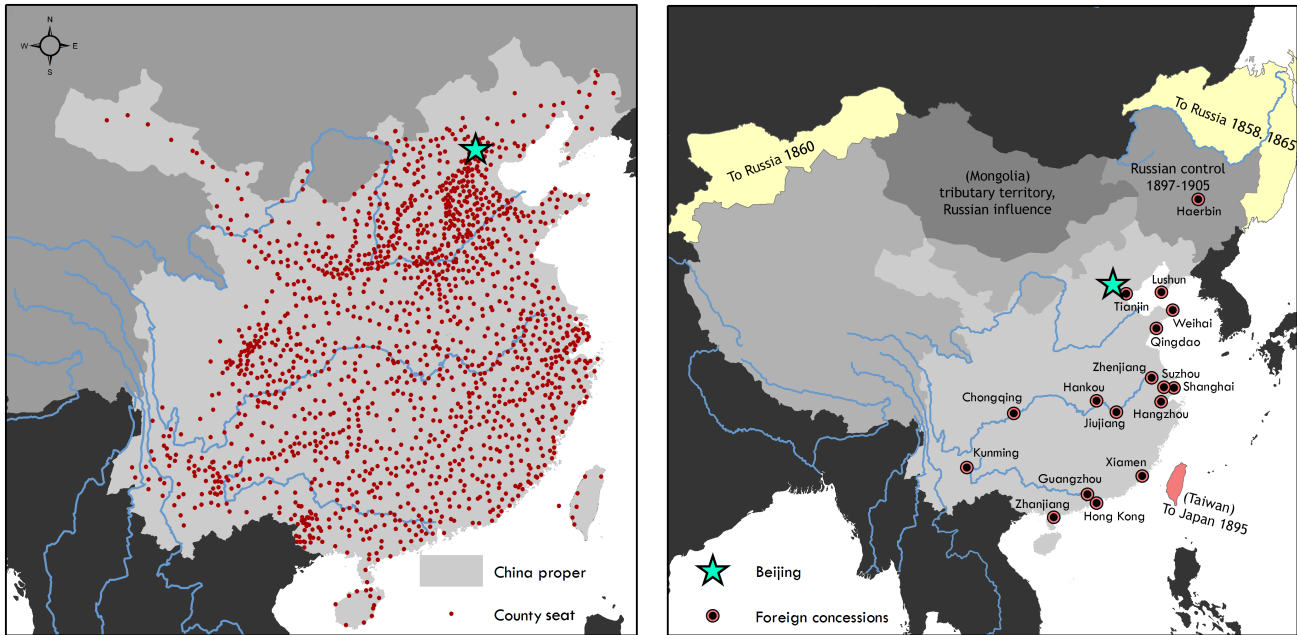 N
W
E
S
China proper
County seat
To Russia 1860
To Russia 1858, 1865
(Mongolia)
tributary territory,
Russian influence
Russian control
1897-1905
Haerbin
Lushun
Tianjin
Weihai
Qingdao
Zhenjiang
Suzhou
Shanghai
Hankou
Chongqing
Hangzhou
Jiujiang
Kunming
Xiamen
Guangzhou
Zhanjiang
Hong Kong
(Taiwan)
To Japan 1895
Beijing
Foreign concessions